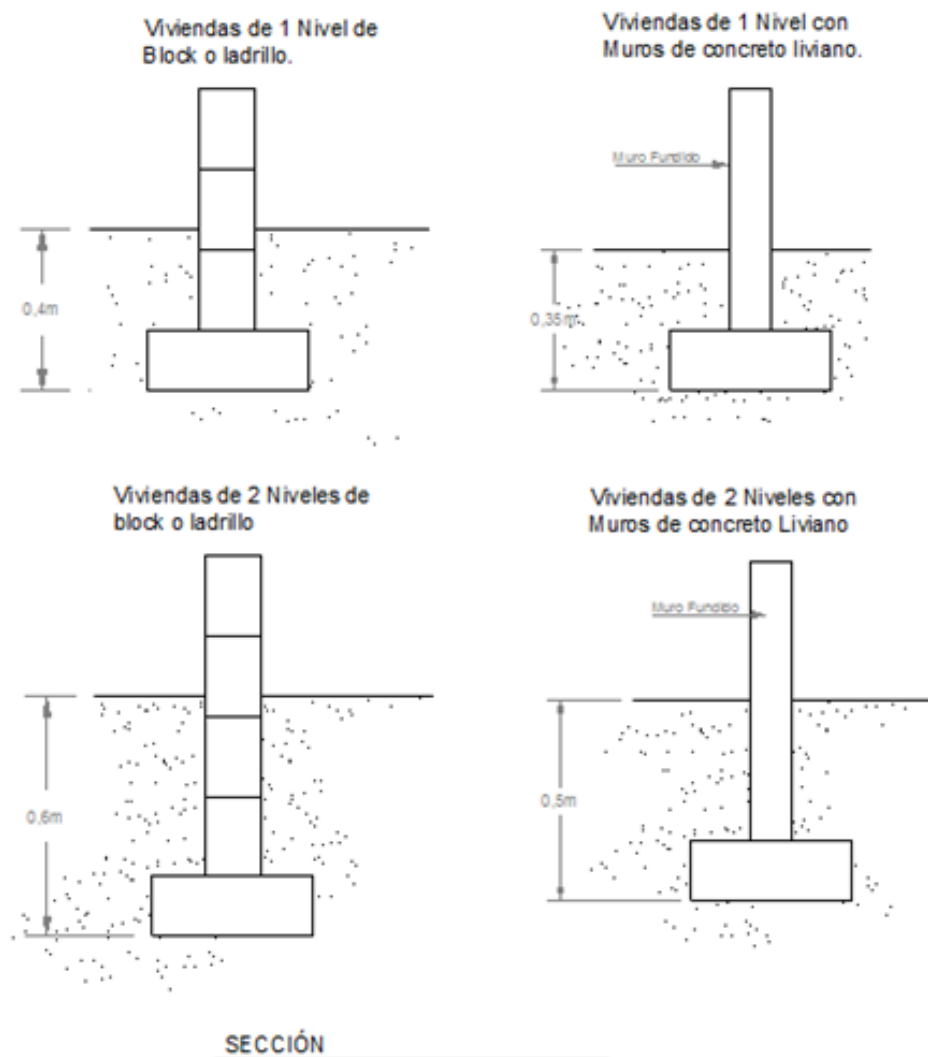 Viviendas de 1 Nivel de
Block o ladrillo.
Viviendas de 1 Nivel con
Muros de concreto liviano.
Muro Fundido
0,4m
0,35m
Viviendas de 2 Niveles de
block o ladrillo
Viviendas de 2 Niveles con
Muros de concreto Liviano
Muro Fundido
0,6m
0,5m
SECCIÓN